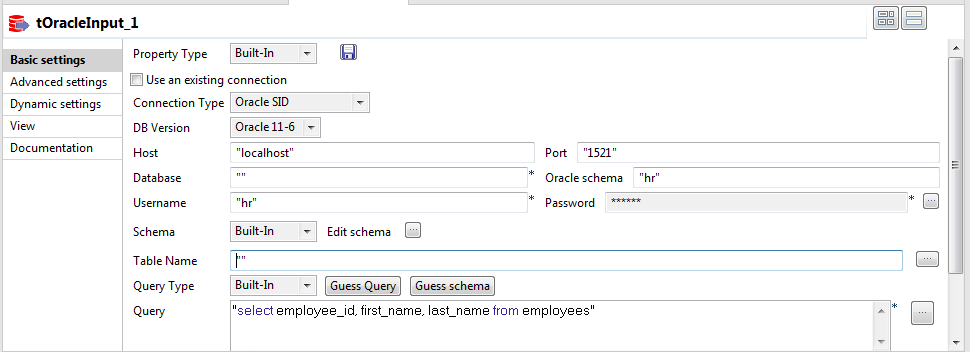 tOracleInput_1
Basic settings
Advanced settings
Dynamic settings
View
Documentation
Property Type Built-In
Use an existing connection
Connection Type Oracle SID
DB Version Oracle 11-6
Host "localhost" Port "1521"
Database "" * Oracle schema "hr"
Username "hr" * Password ****** * ...
Schema Built-In Edit schema ...
Table Name "" ...
Query Type Built-In Guess Query Guess schema
Query "select employee_id, first_name, last_name from employees" * ...